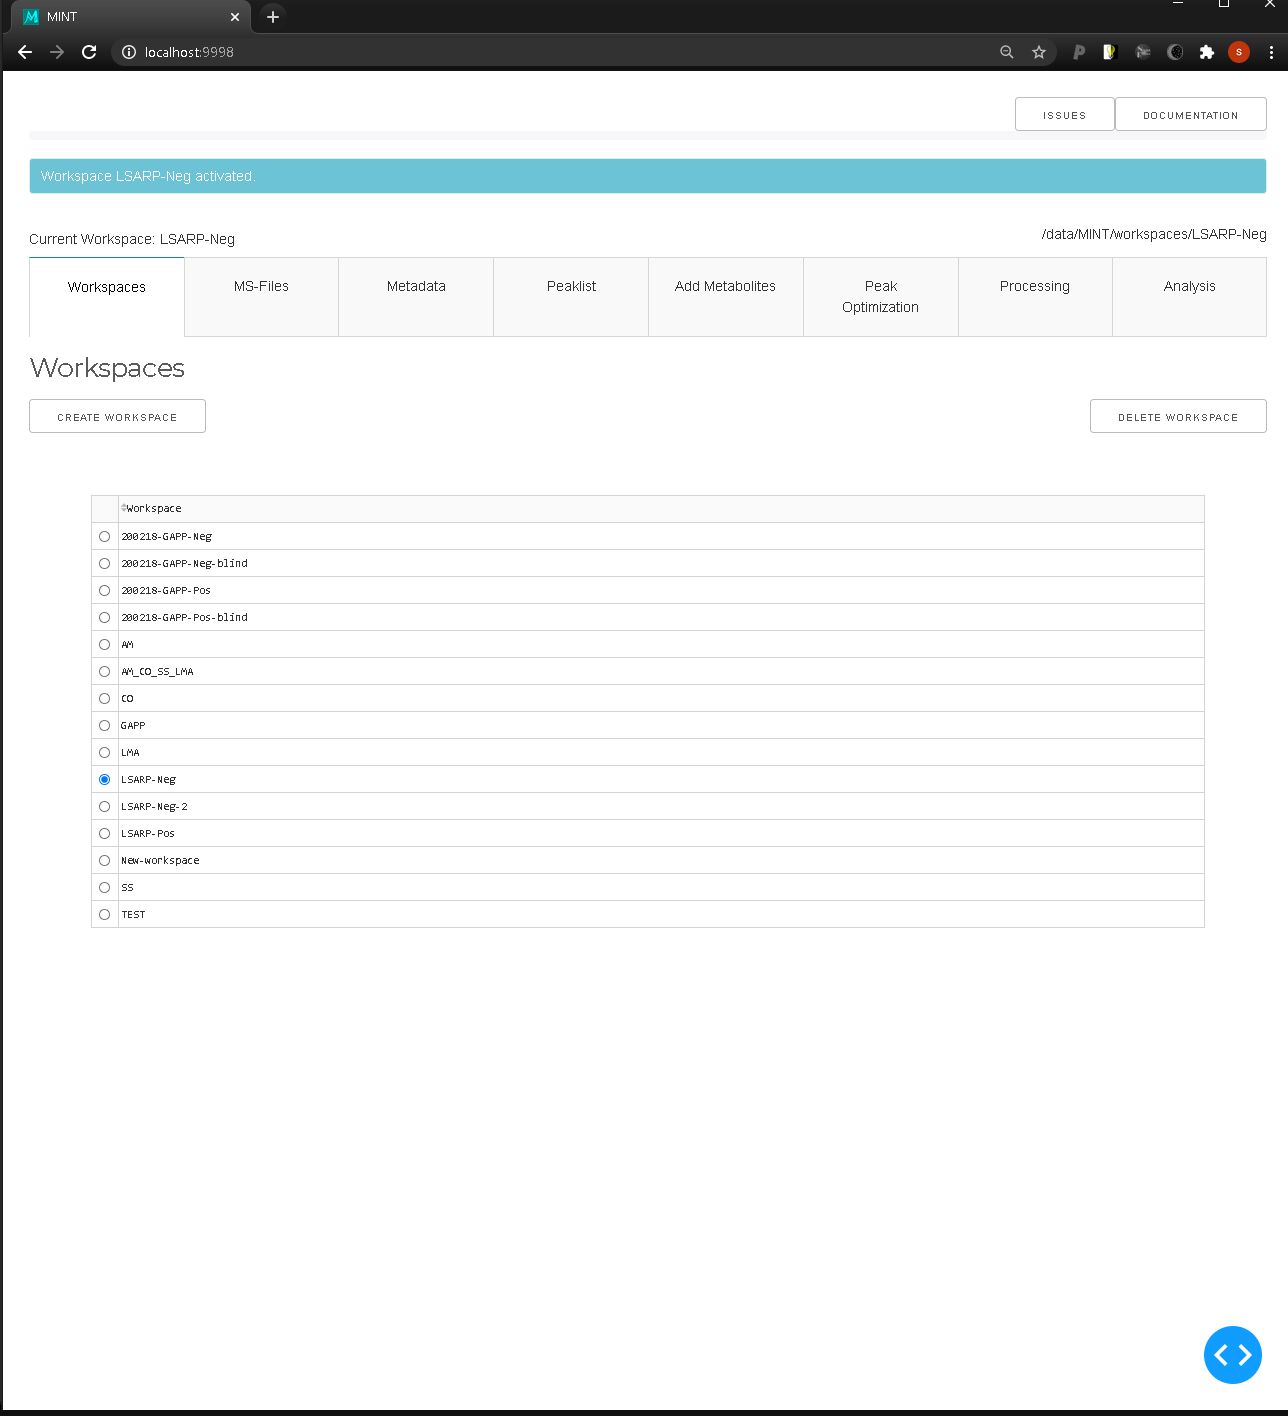 MINT
localhost:9998
S
ISSUES
DOCUMENTATION
Workspace LSARP-Neg activated.
Current Workspace: LSARP-Neg
/data/MINT/workspaces/LSARP-Neg
Workspaces
MS-Files
Metadata
Peaklist
Add Metabolites
Peak
Optimization
Processing
Analysis
Workspaces
CREATE WORKSPACE
DELETE WORKSPACE
Workspace
200218-GAPP-Neg
200218-GAPP-Neg-blind
200218-GAPP-Pos
200218-GAPP-Pos-blind
AM
AM_CO_SS_LMA
CO
GAPP
LMA
LSARP-Neg
LSARP-Neg-2
LSARP-Pos
New-workspace
SS
TEST